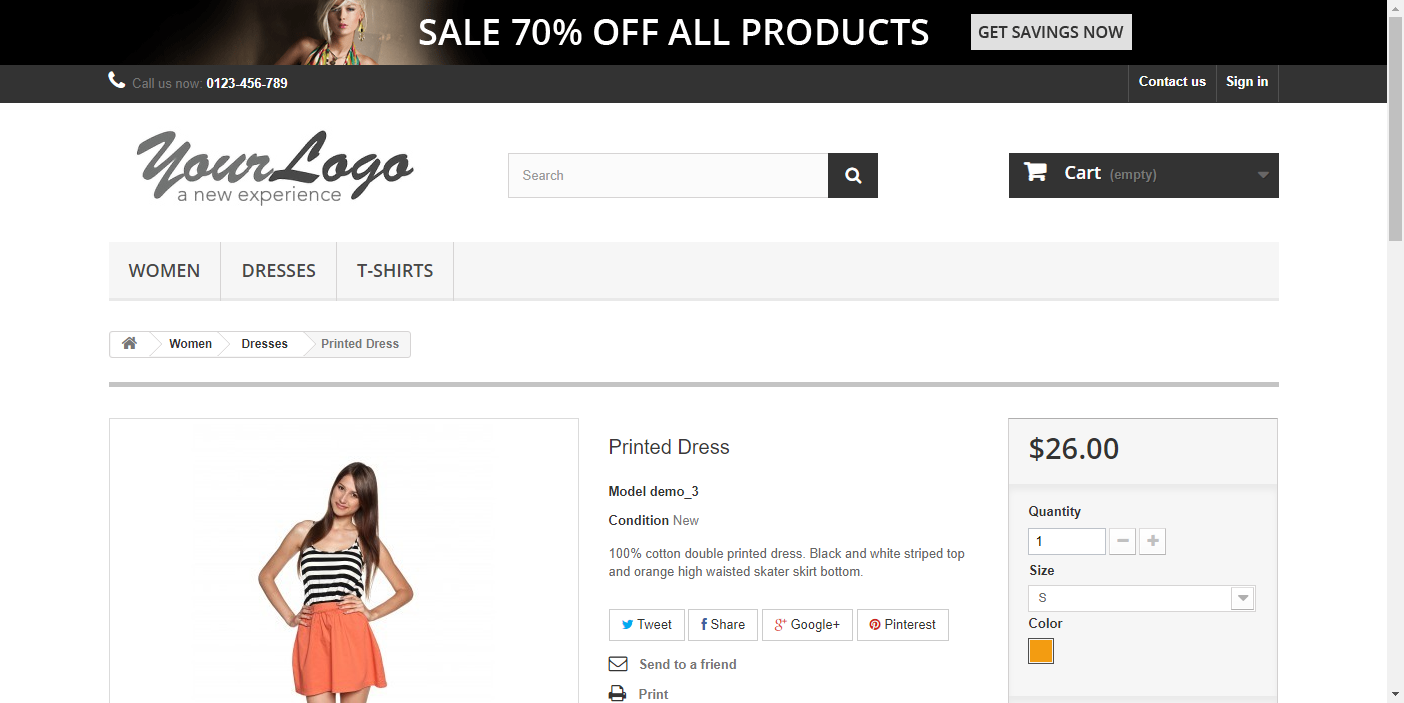 SALE 70% OFF ALL PRODUCTS GET SAVINGS NOW
Call us now: 0123-456-789 Contact us Sign in
Your Logo
a new experience
Search
Cart (empty)
WOMEN DRESSES T-SHIRTS
Women Dresses Printed Dress
Printed Dress
Model demo_3
Condition New
100% cotton double printed dress. Black and white striped top
and orange high waisted skater skirt bottom.
Tweet Share Google+ Pinterest
Send to a friend
Print
$26.00
Quantity
1
Size
S
Color